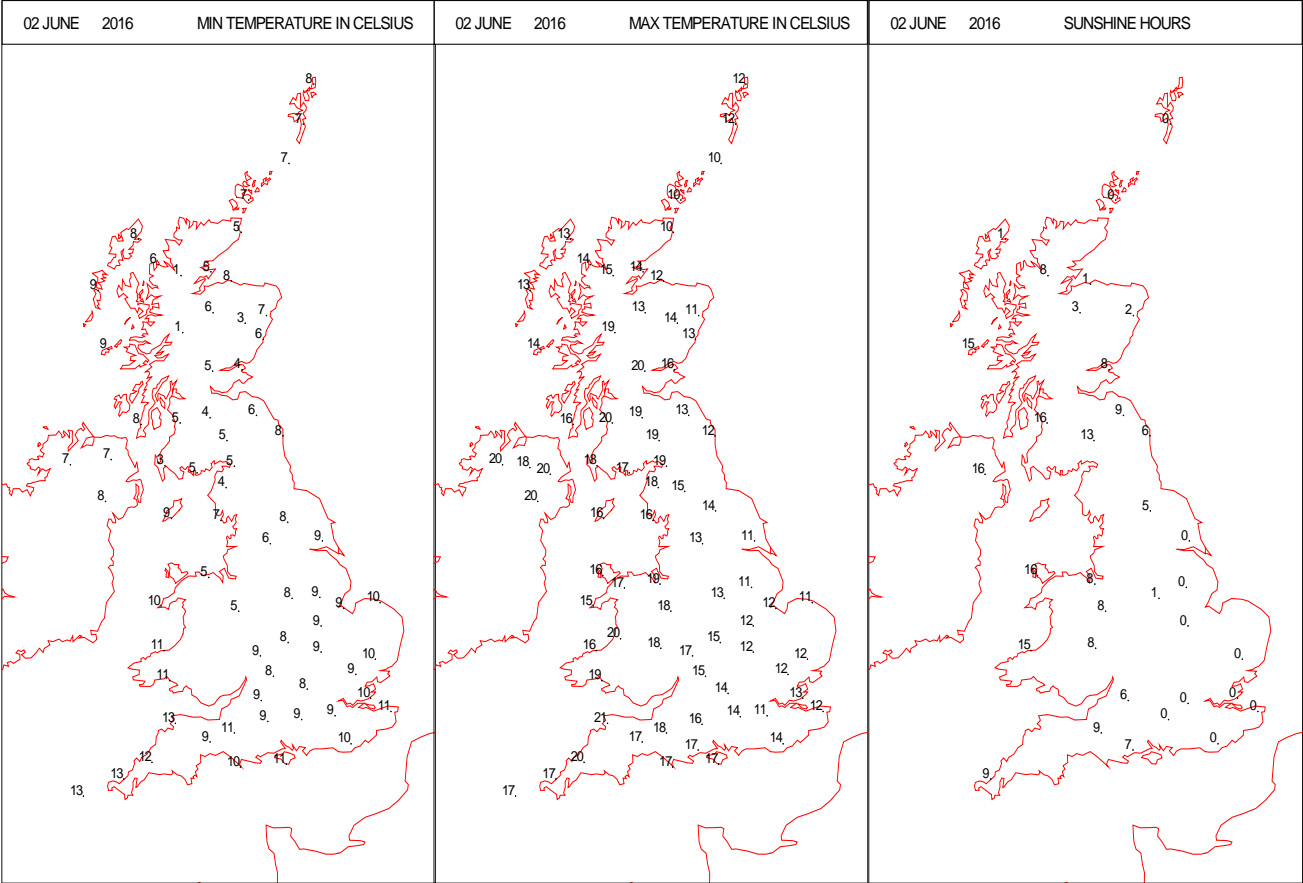 02 JUNE 2016 MIN TEMPERATURE IN CELSIUS
8.
7.
7.
7.
5.
8.
6. 1. 5. 8.
9.
6. 3. 7.
1. 6.
9.
5. 4.
8. 5. 4. 6.
5. 8.
7. 7. 3. 5. 5.
4.
8. 9. 7. 8.
6. 9.
5.
10. 5. 8. 9. 9. 10.
9.
11. 9. 8. 9. 10.
11. 8. 8. 9.
9. 10. 11.
13. 11. 9. 9. 9.
9. 10.
12. 10. 11.
13.
13.
02 JUNE 2016 MAX TEMPERATURE IN CELSIUS
12.
12.
10.
10.
10.
13.
14. 15. 14. 12.
13.
13. 14. 11.
19. 13.
14.
20. 16.
16. 20. 19. 13.
19. 12.
20. 18. 20. 18. 17. 19.
18. 15.
20. 16. 16. 14.
13. 11.
16. 17. 19. 11.
15. 18. 13. 12. 11.
12.
16. 20. 18. 17. 15. 12. 12.
19. 15. 12.
14. 13.
21. 16. 14. 11. 12.
17. 18. 14.
20. 17. 17. 17.
17.
17.
02 JUNE 2016 SUNSHINE HOURS
0.
0.
1.
8. 1.
3. 2.
15.
8.
16. 9.
13. 6.
16.
5.
0.
16. 8. 0.
8. 1.
0.
15. 8. 0.
6. 0. 0.
0. 0.
9. 7. 0.
9.